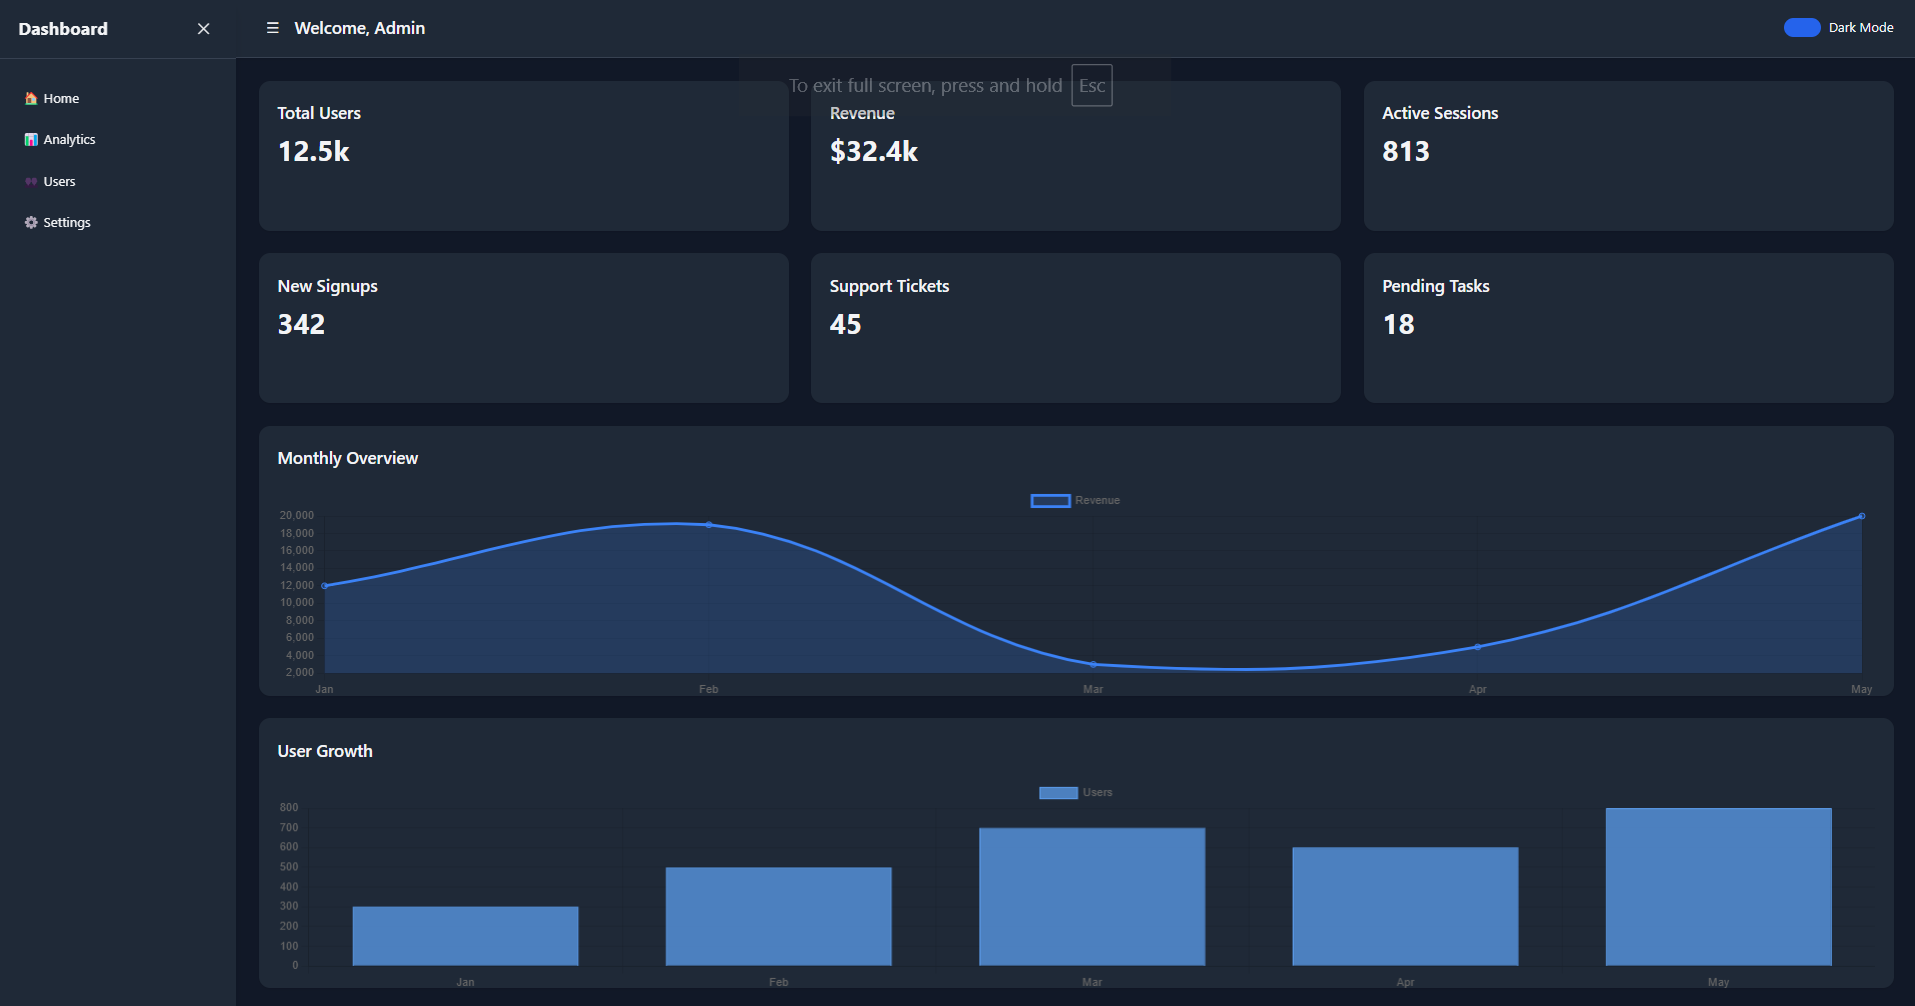 Dashboard
Welcome, Admin
Dark Mode
Home
Analytics
Users
Settings
To exit full screen, press and hold Esc
Total Users
12.5k
Revenue
$32.4k
Active Sessions
813
New Signups
342
Support Tickets
45
Pending Tasks
18
Monthly Overview
Revenue
20,000
18,000
16,000
14,000
12,000
10,000
8,000
6,000
4,000
2,000
Jan Feb Mar Apr May
User Growth
Users
800
700
600
500
400
300
200
100
0
Jan Feb Mar Apr May